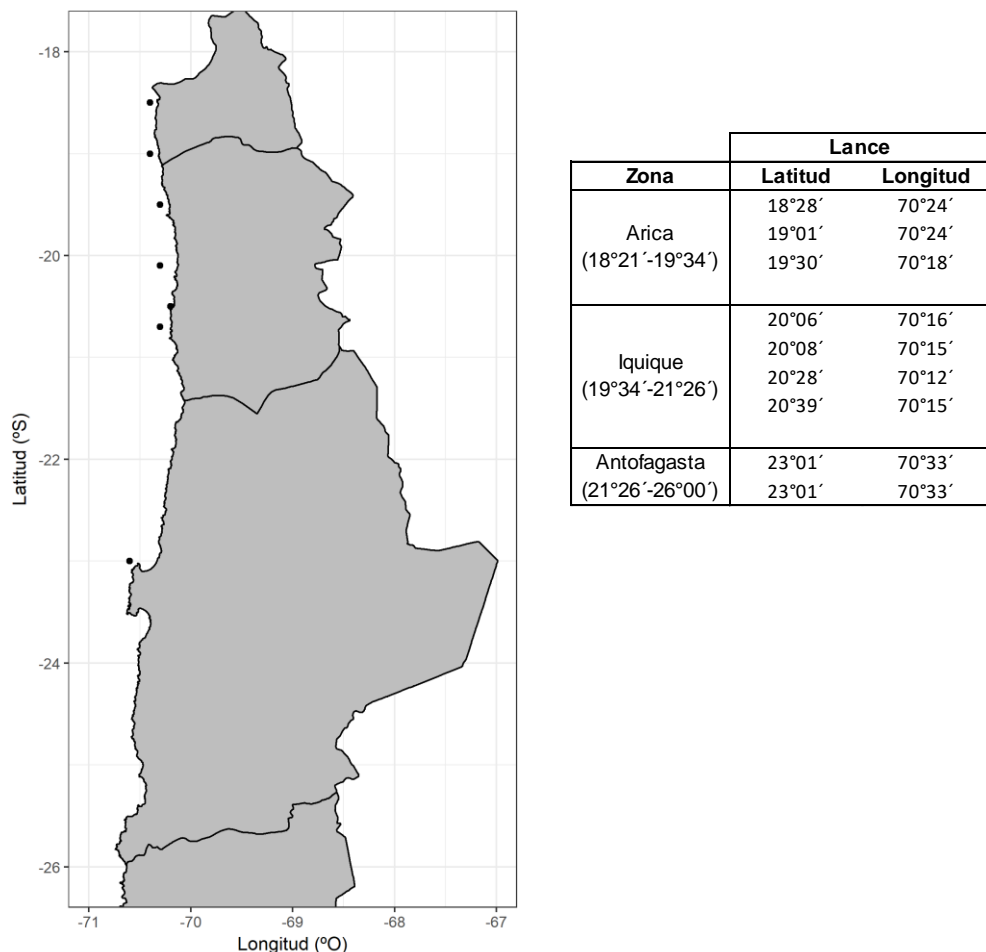 -18
-20
-22
-24
-26
Latitud (ºS)
-71 -70 -69 -68 -67
Longitud (ºO)
Lance
Zona Latitud Longitud
Arica
(18°21´-19°34´)
18°28´ 70°24´
19°01´ 70°24´
19°30´ 70°18´
Iquique
(19°34´-21°26´)
20°06´ 70°16´
20°08´ 70°15´
20°28´ 70°12´
20°39´ 70°15´
Antofagasta
(21°26´-26°00´)
23°01´ 70°33´
23°01´ 70°33´